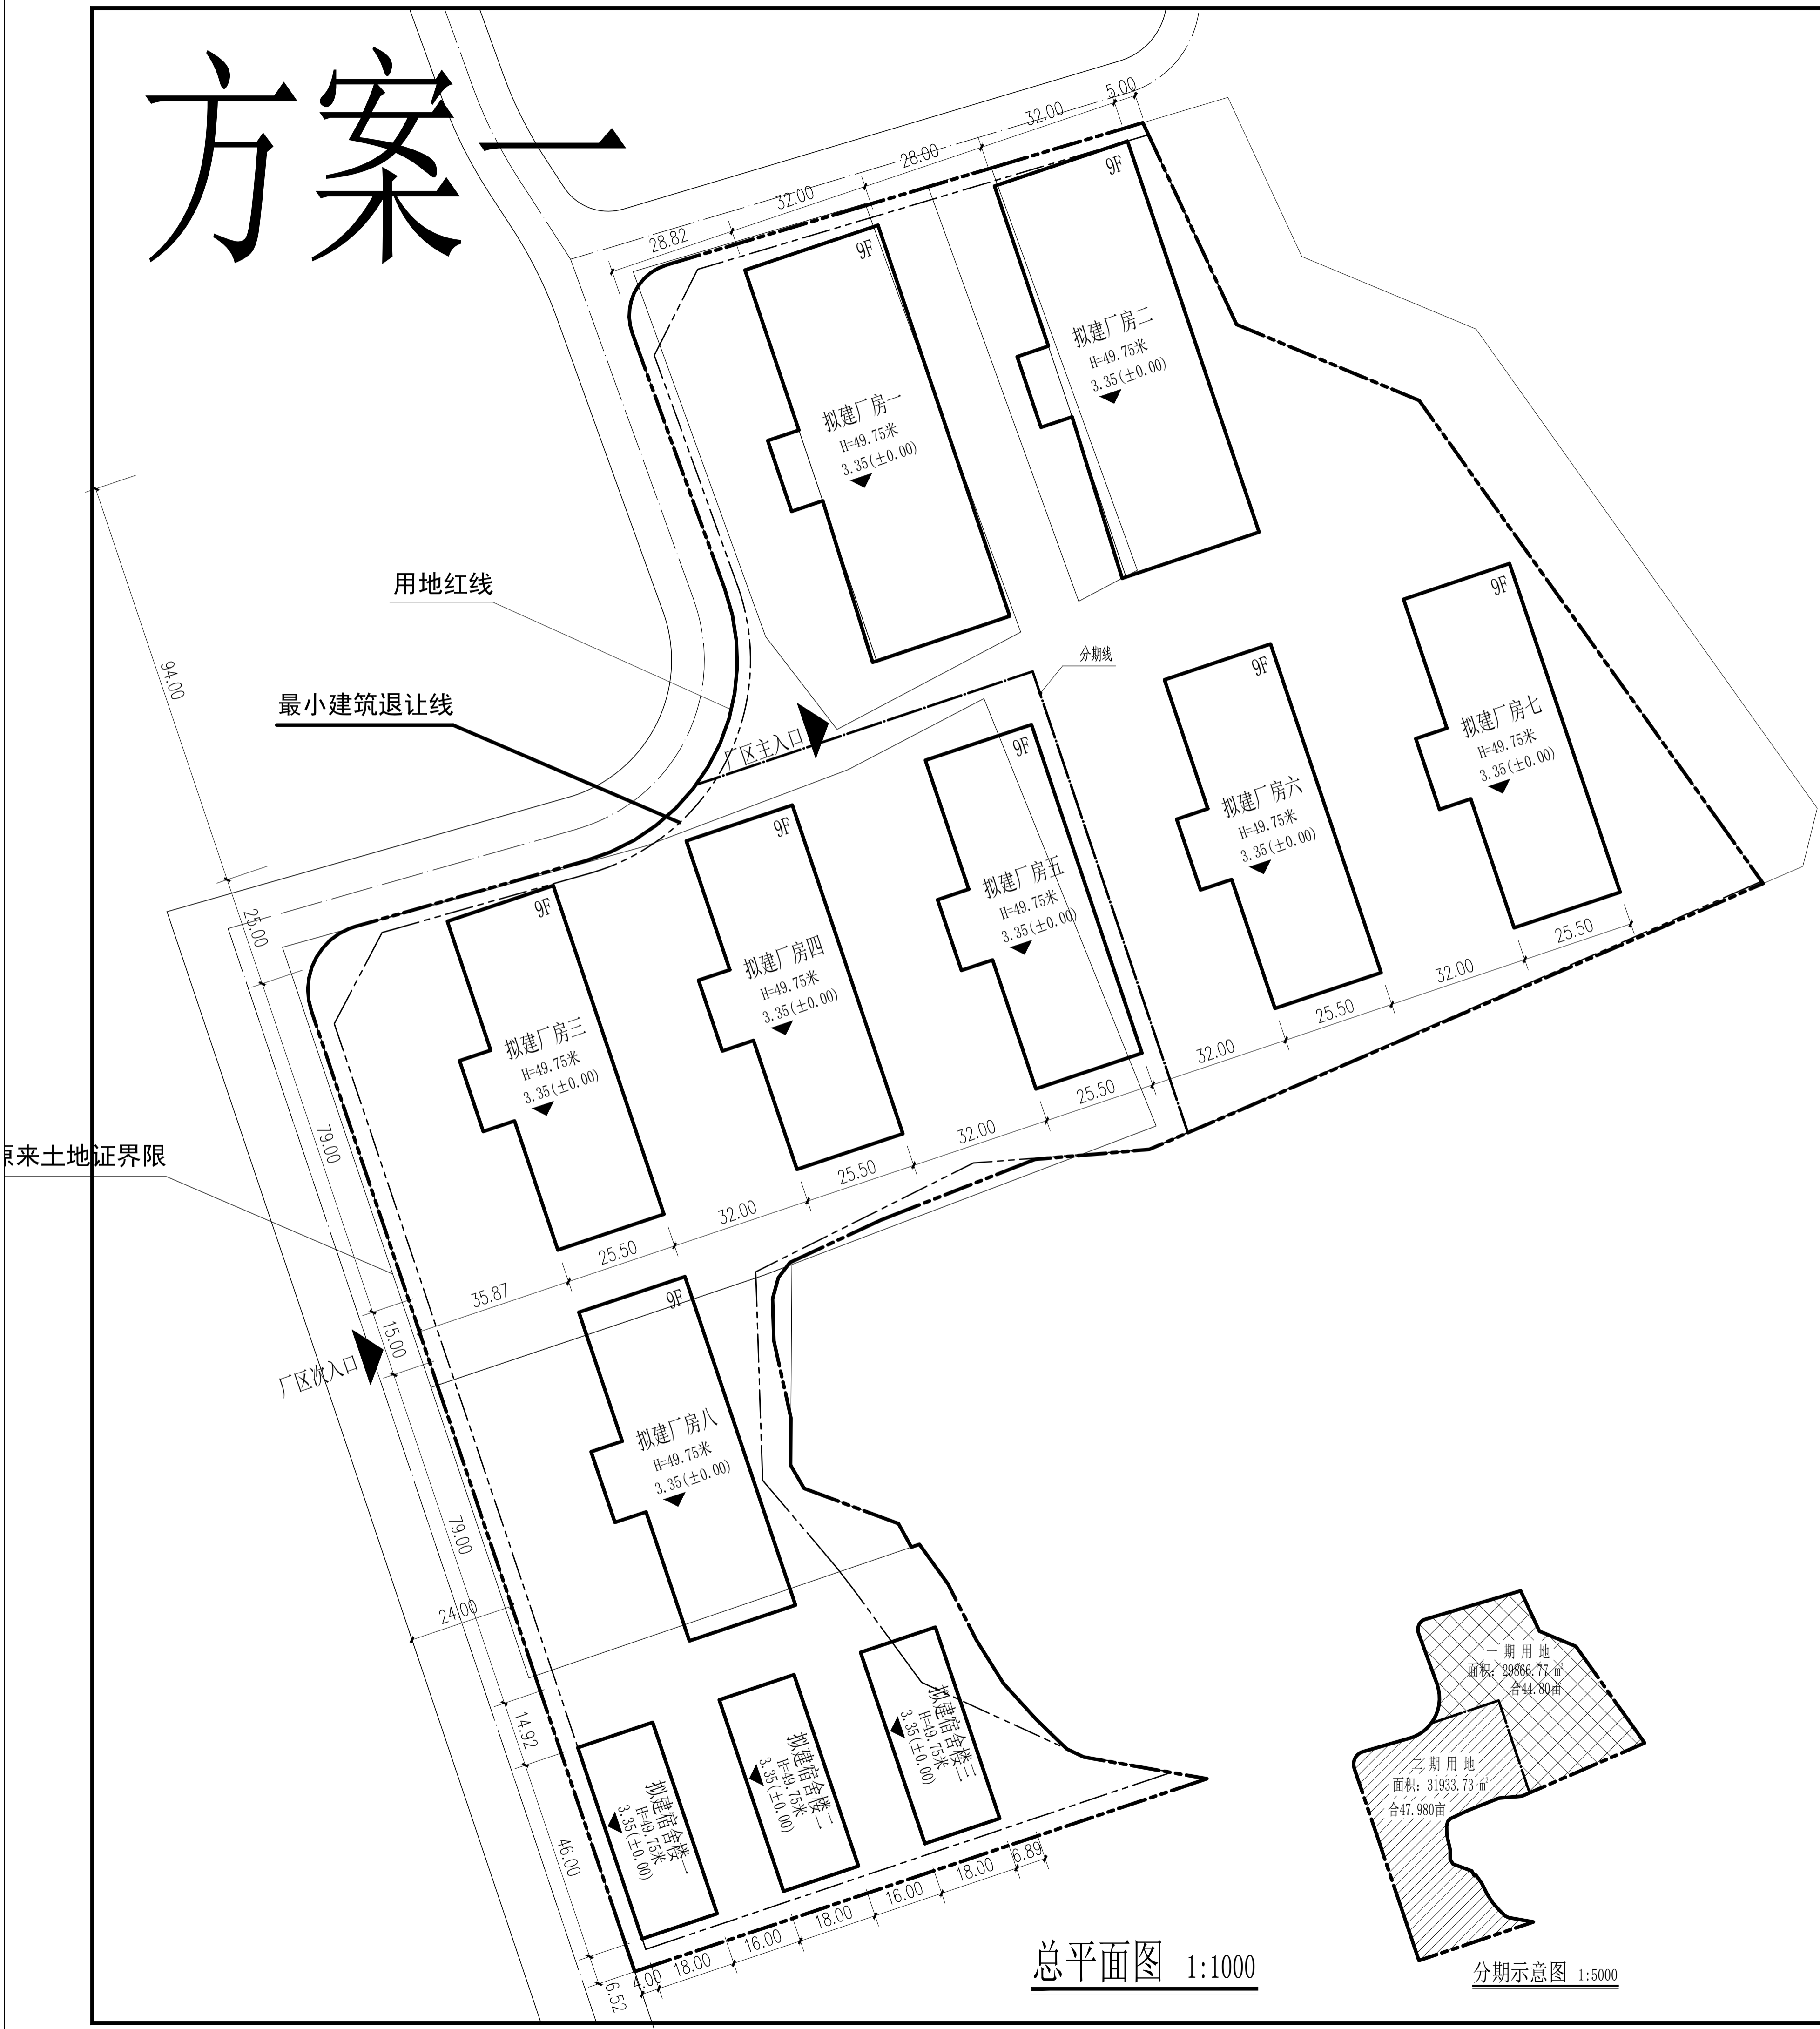 方案一
5.00
32.00
28.00
32.00
28.82
9F
9F
拟建厂房二
H=49.75米
3.35(±0.00)
拟建厂房一
H=49.75米
3.35(±0.00)
用地红线
94.00
最小建筑退让线
分期线
厂区主入口
9F
拟建厂房七
H=49.75米
3.35(±0.00)
9F
拟建厂房六
H=49.75米
3.35(±0.00)
9F
拟建厂房五
H=49.75米
3.35(±0.00)
9F
拟建厂房四
H=49.75米
3.35(±0.00)
9F
拟建厂房三
H=49.75米
3.35(±0.00)
25.00
79.00
25.50
32.00
25.50
32.00
25.50
32.00
25.50
32.00
25.50
35.87
来土地证界限
15.00
厂区次入口
9F
拟建厂房八
H=49.75米
3.35(±0.00)
79.00
24.00
14.92
46.00
拟建宿舍楼三
H=49.75米
3.35(±0.00)
拟建宿舍楼二
H=49.75米
3.35(±0.00)
拟建宿舍楼一
H=49.75米
3.35(±0.00)
6.89
18.00
16.00
18.00
16.00
18.00
4.00
6.52
总平面图 1:1000
一期用地
面积：29866.77㎡
合44.80亩
二期用地
面积：31933.73㎡
合47.980亩
分期示意图 1:5000